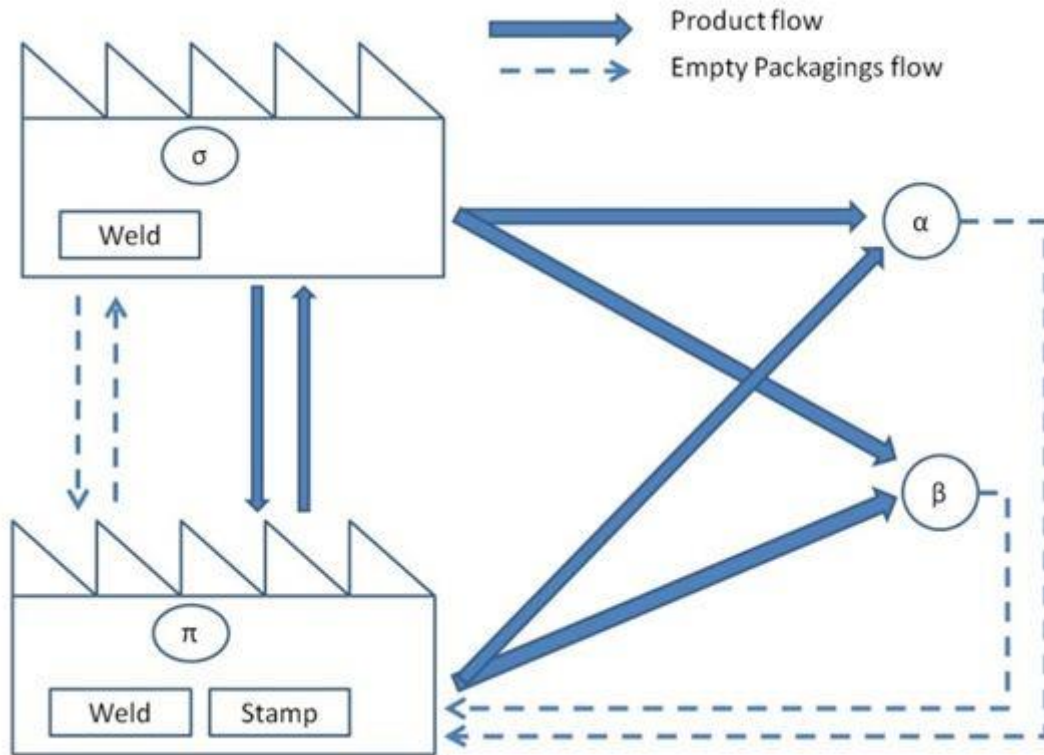 Product flow
Empty Packagings flow
σ
Weld
α
β
π
Weld
Stamp